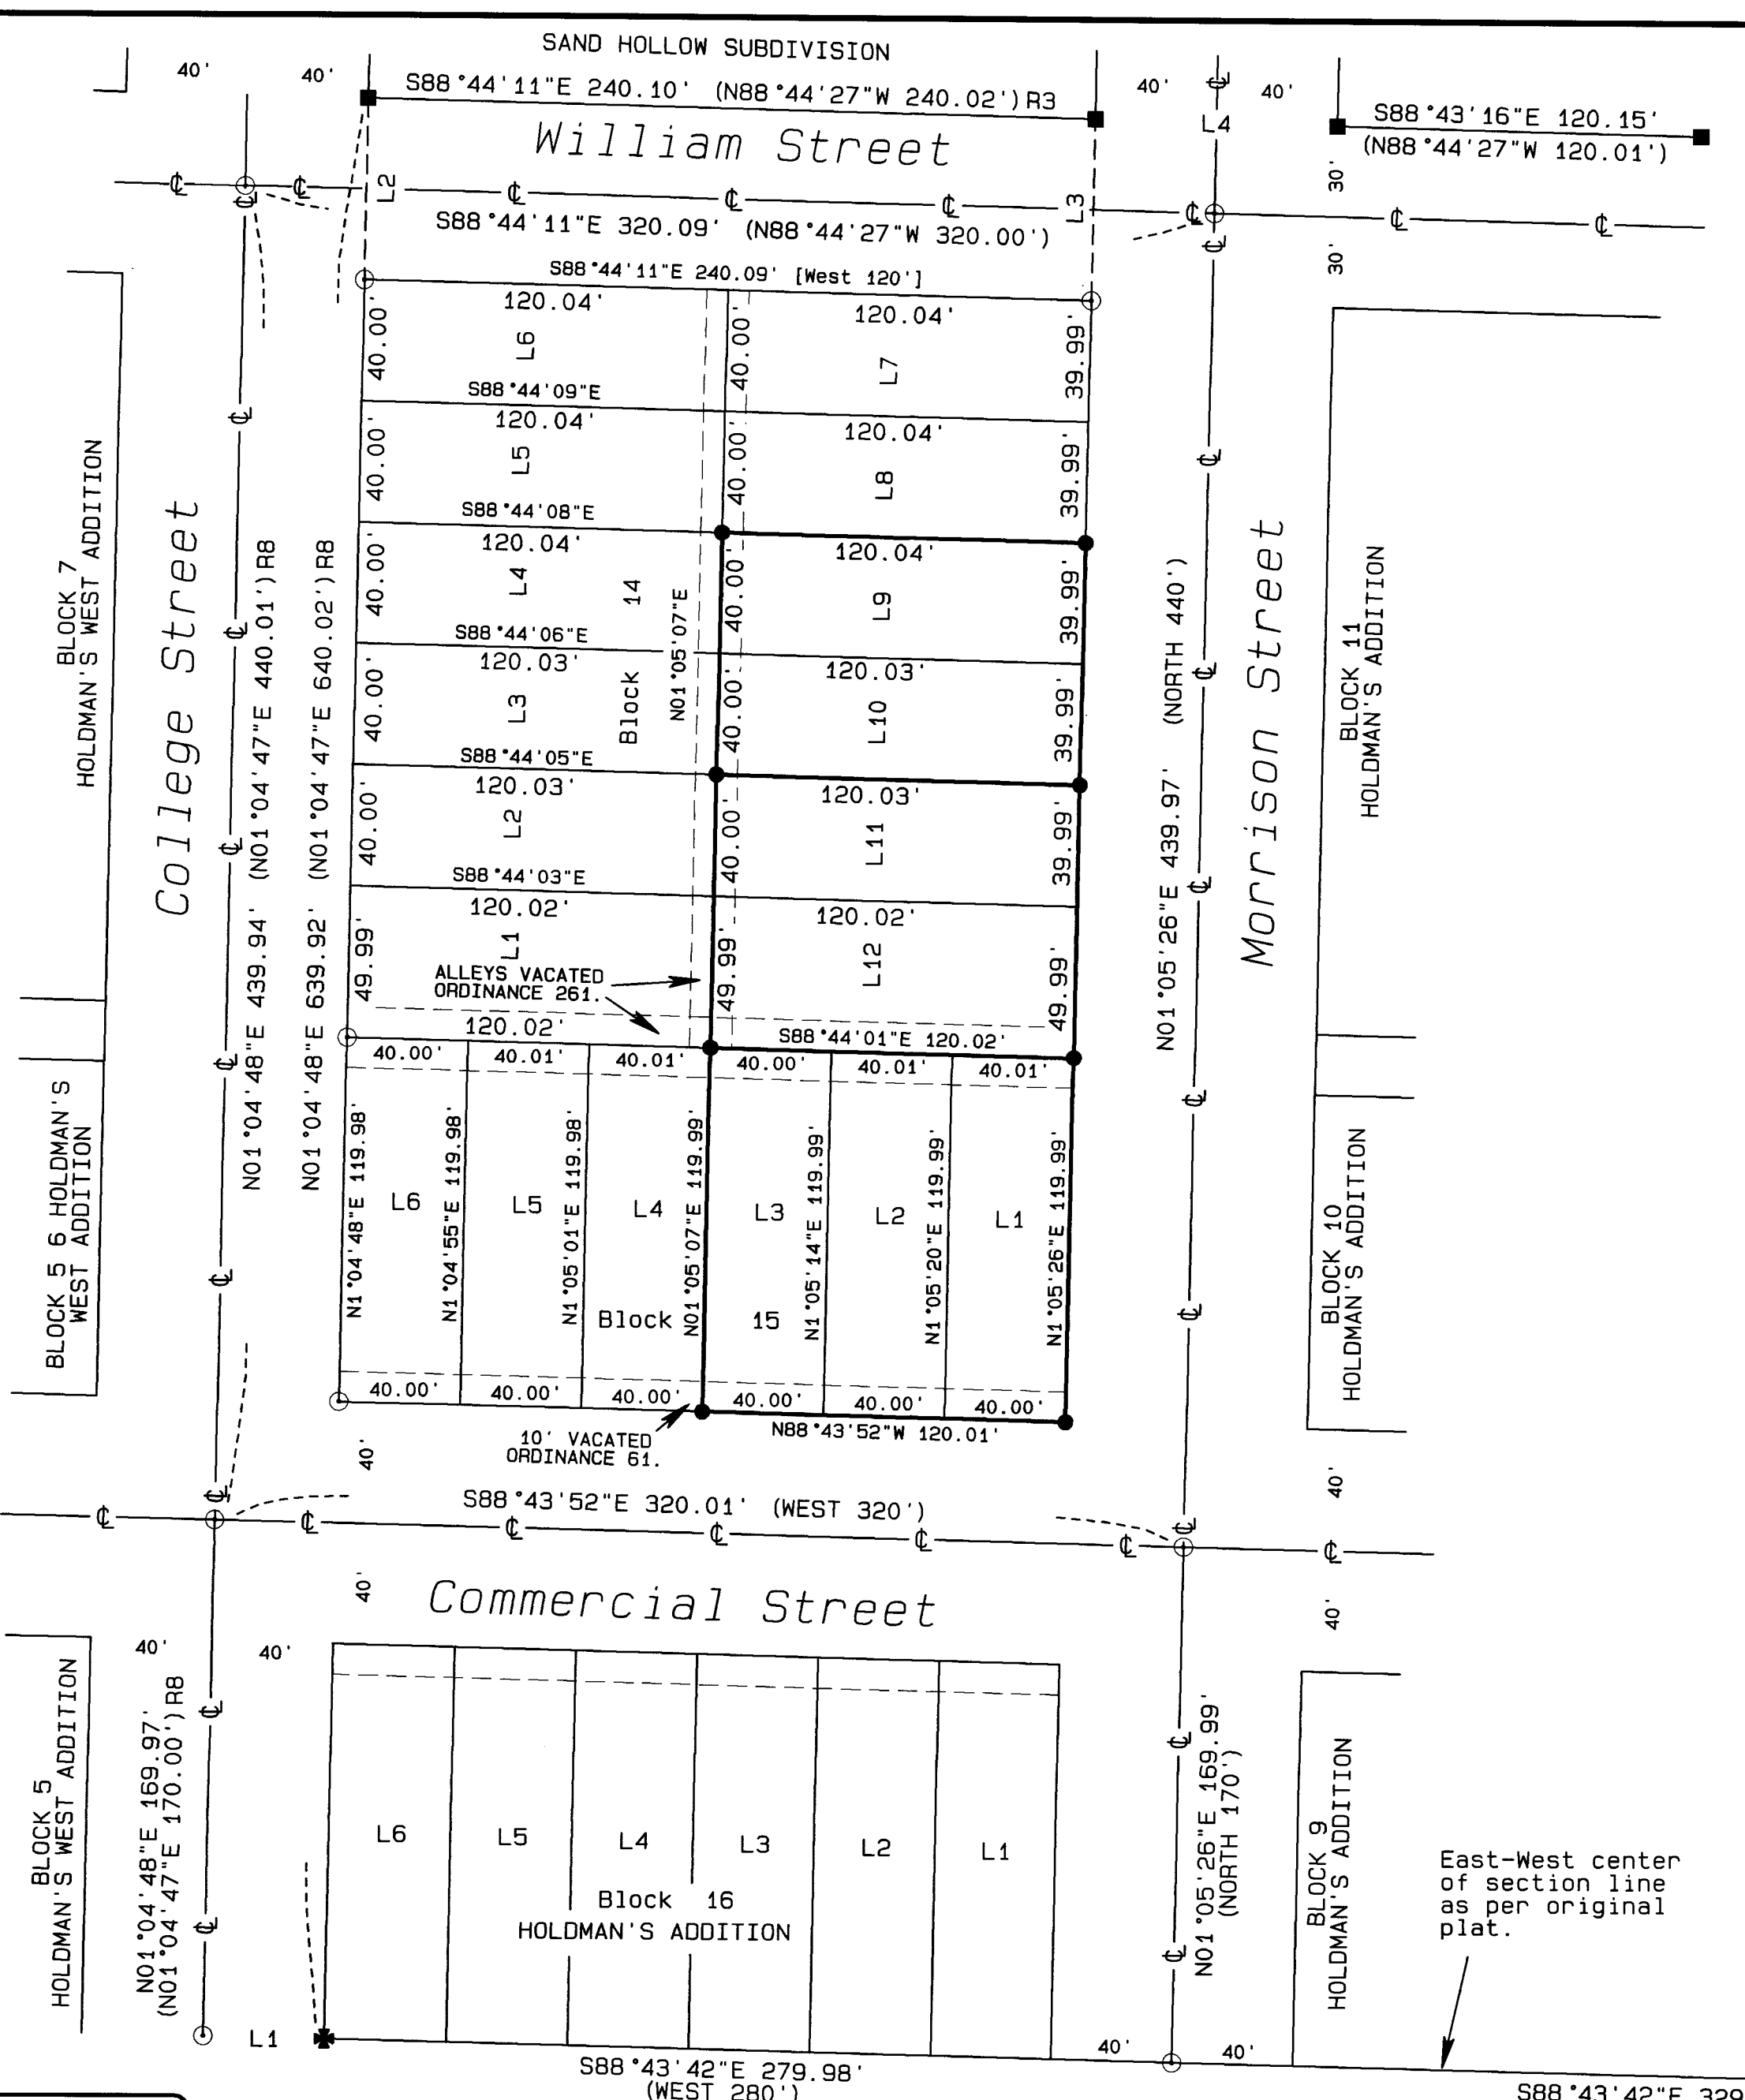 SAND HOLLOW SUBDIVISION
40' 40' S88°44'11"E 240.10' (N88°44'27"W 240.02')R3 40' 40'
L4 S88°43'16"E 120.15'
(N88°44'27"W 120.01')
William Street
30'
L2 L3
S88°44'11"E 320.09' (N88°44'27"W 320.00')
30'
S88°44'11"E 240.09' [West 120']
120.04' 120.04'
40.00' L6 40.00' L7 39.99'
S88°44'09"E
120.04' 120.04'
40.00' L5 40.00' L8 39.99'
S88°44'08"E
120.04' 120.04'
40.00' L4 40.00' L9 39.99'
Block 14
N01°05'07"E
S88°44'06"E
120.03' 120.03'
40.00' L3 40.00' L10 39.99'
S88°44'05"E
120.03' 120.03'
40.00' L2 40.00' L11 39.99'
S88°44'03"E
120.02' 120.02'
49.99' L1 49.99' L12 49.99'
ALLEYS VACATED
ORDINANCE 261.
120.02' S88°44'01"E 120.02'
BLOCK 7
HOLDMAN'S WEST ADDITION
College Street
N01°04'48"E 439.94' (N01°04'47"E 440.01')R8
N01°04'48"E 639.92' (N01°04'47"E 640.02')R8
N01°05'26"E 439.97' (NORTH 440')
Morrison Street
BLOCK 11
HOLDMAN'S ADDITION
40.00' 40.01' 40.01' 40.00' 40.01' 40.01'
N1°04'48"E 119.98'
N1°04'55"E 119.98'
N1°05'01"E 119.98'
N01°05'07"E 119.99'
N1°05'14"E 119.99'
N1°05'20"E 119.99'
N1°05'26"E 119.99'
L6 L5 L4 L3 L2 L1
Block 15
40.00' 40.00' 40.00' 40.00' 40.00' 40.00'
N88°43'52"W 120.01'
10' VACATED
ORDINANCE 61.
BLOCK 5 6 HOLDMAN'S
WEST ADDITION
BLOCK 10
HOLDMAN'S ADDITION
40' 40'
S88°43'52"E 320.01' (WEST 320')
40' 40'
Commercial Street
40' 40'
BLOCK 5
HOLDMAN'S WEST ADDITION
N01°04'48"E 169.97'
(N01°04'47"E 170.00')R8
L6 L5 L4 L3 L2 L1
Block 16
HOLDMAN'S ADDITION
N01°05'26"E 169.99'
(NORTH 170')
BLOCK 9
HOLDMAN'S ADDITION
East-West center
of section line
as per original
plat.
L1 40' 40'
S88°43'42"E 279.98'
(WEST 280')
S88°43'42"E 329